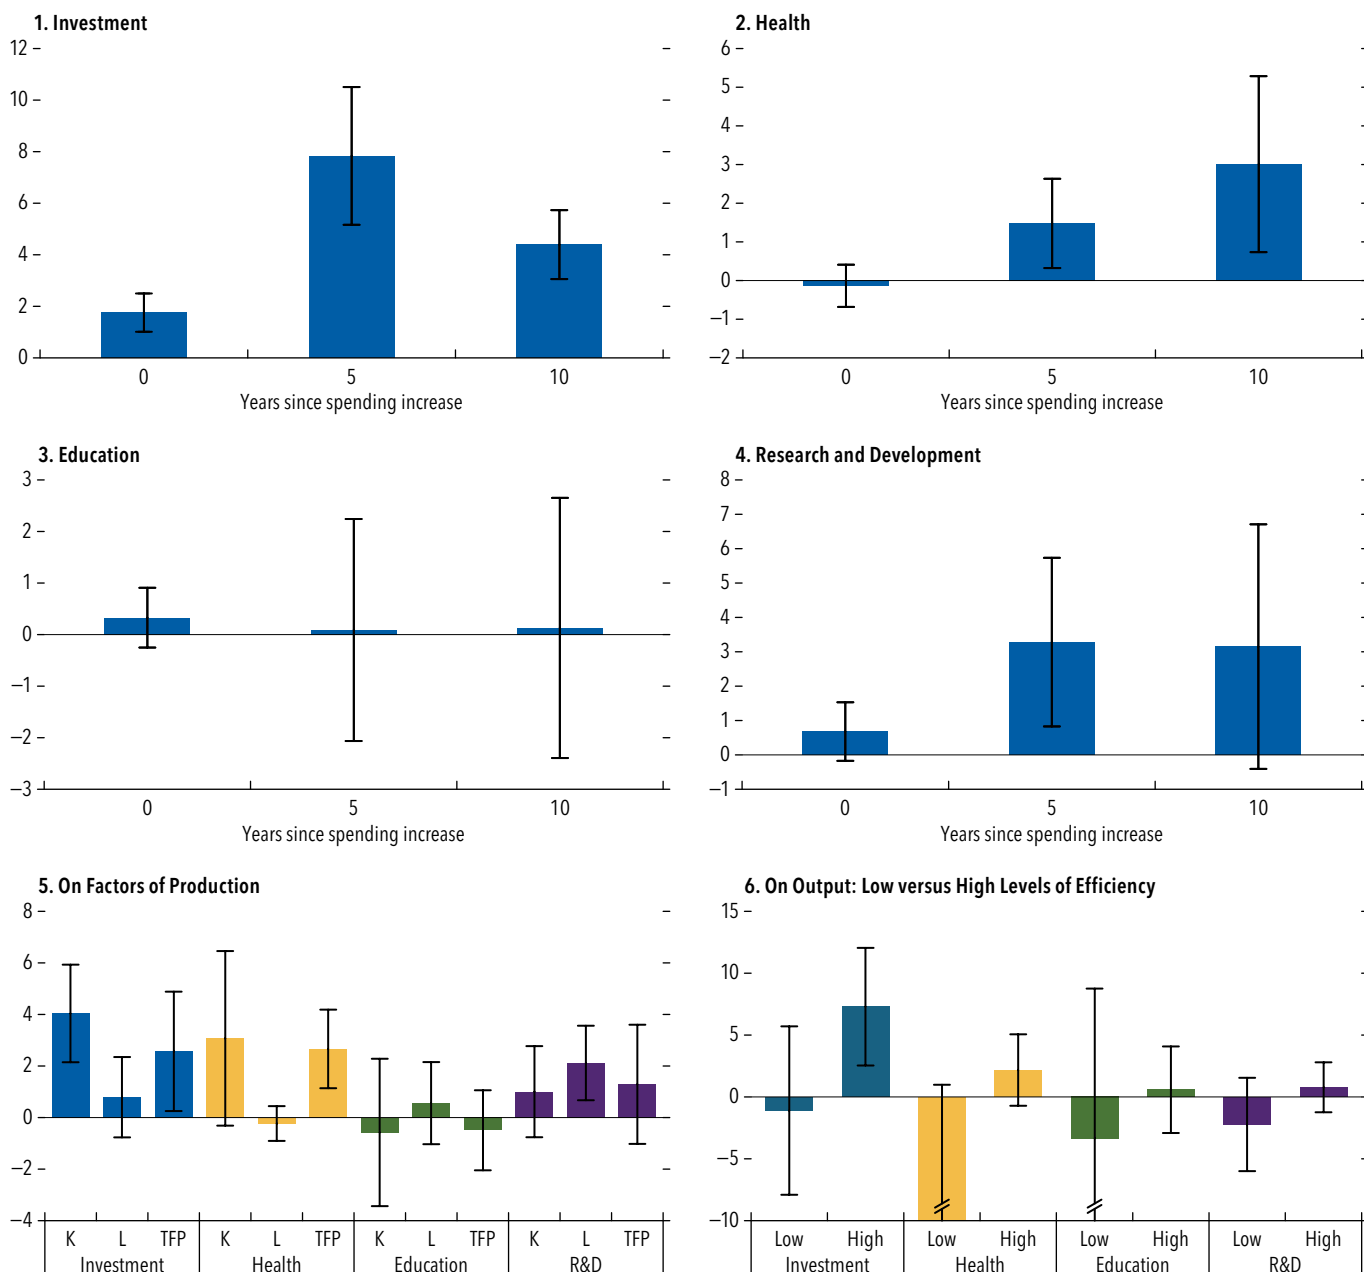 1. Investment
12
10
8
6
4
2
0
0 5 10
Years since spending increase
2. Health
6
5
4
3
2
1
0
–1
–2
0 5 10
Years since spending increase
3. Education
3
2
1
0
–1
–2
–3
0 5 10
Years since spending increase
4. Research and Development
8
7
6
5
4
3
2
1
0
–1
0 5 10
Years since spending increase
5. On Factors of Production
8
6
4
2
0
–2
–4
K L TFP K L TFP K L TFP K L TFP
Investment Health Education R&D
6. On Output: Low versus High Levels of Efficiency
15
10
5
0
–5
–10
Low High Low High Low High Low High
Investment Health Education R&D